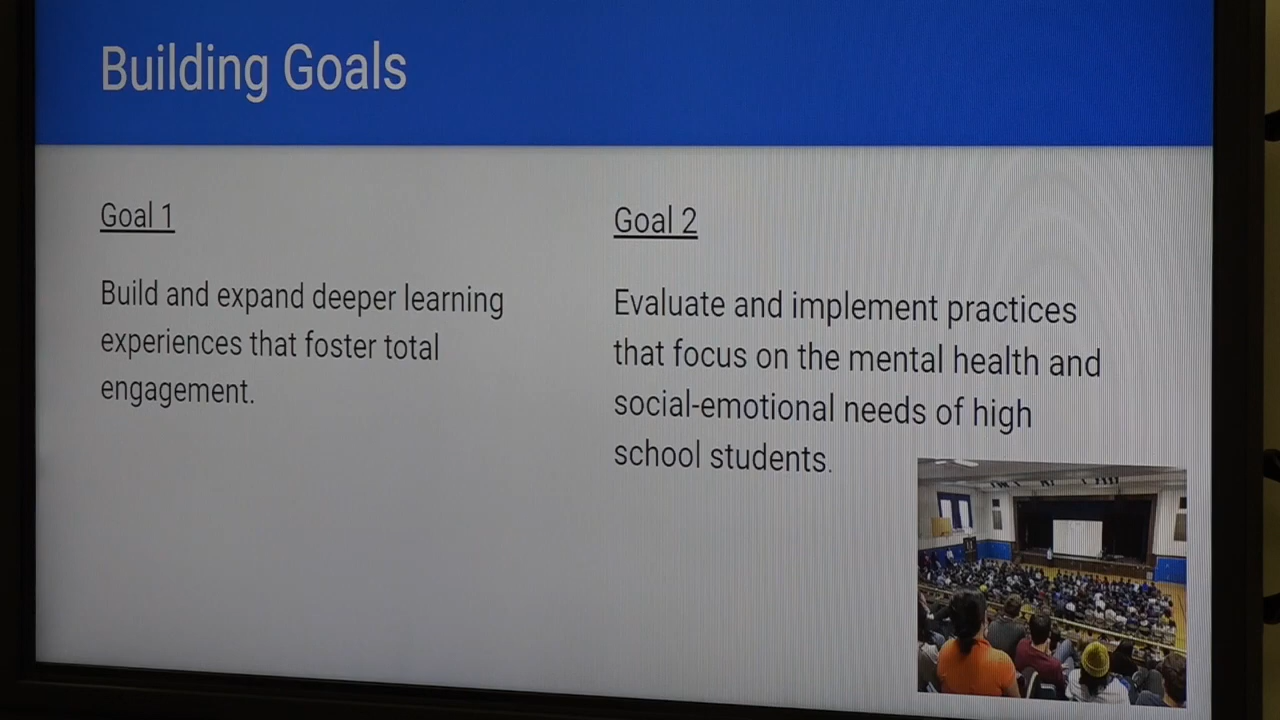 Building Goals
Goal 1
Build and expand deeper learning
experiences that foster total
engagement.
Goal 2
Evaluate and implement practices
that focus on the mental health and
social-emotional needs of high
school students.